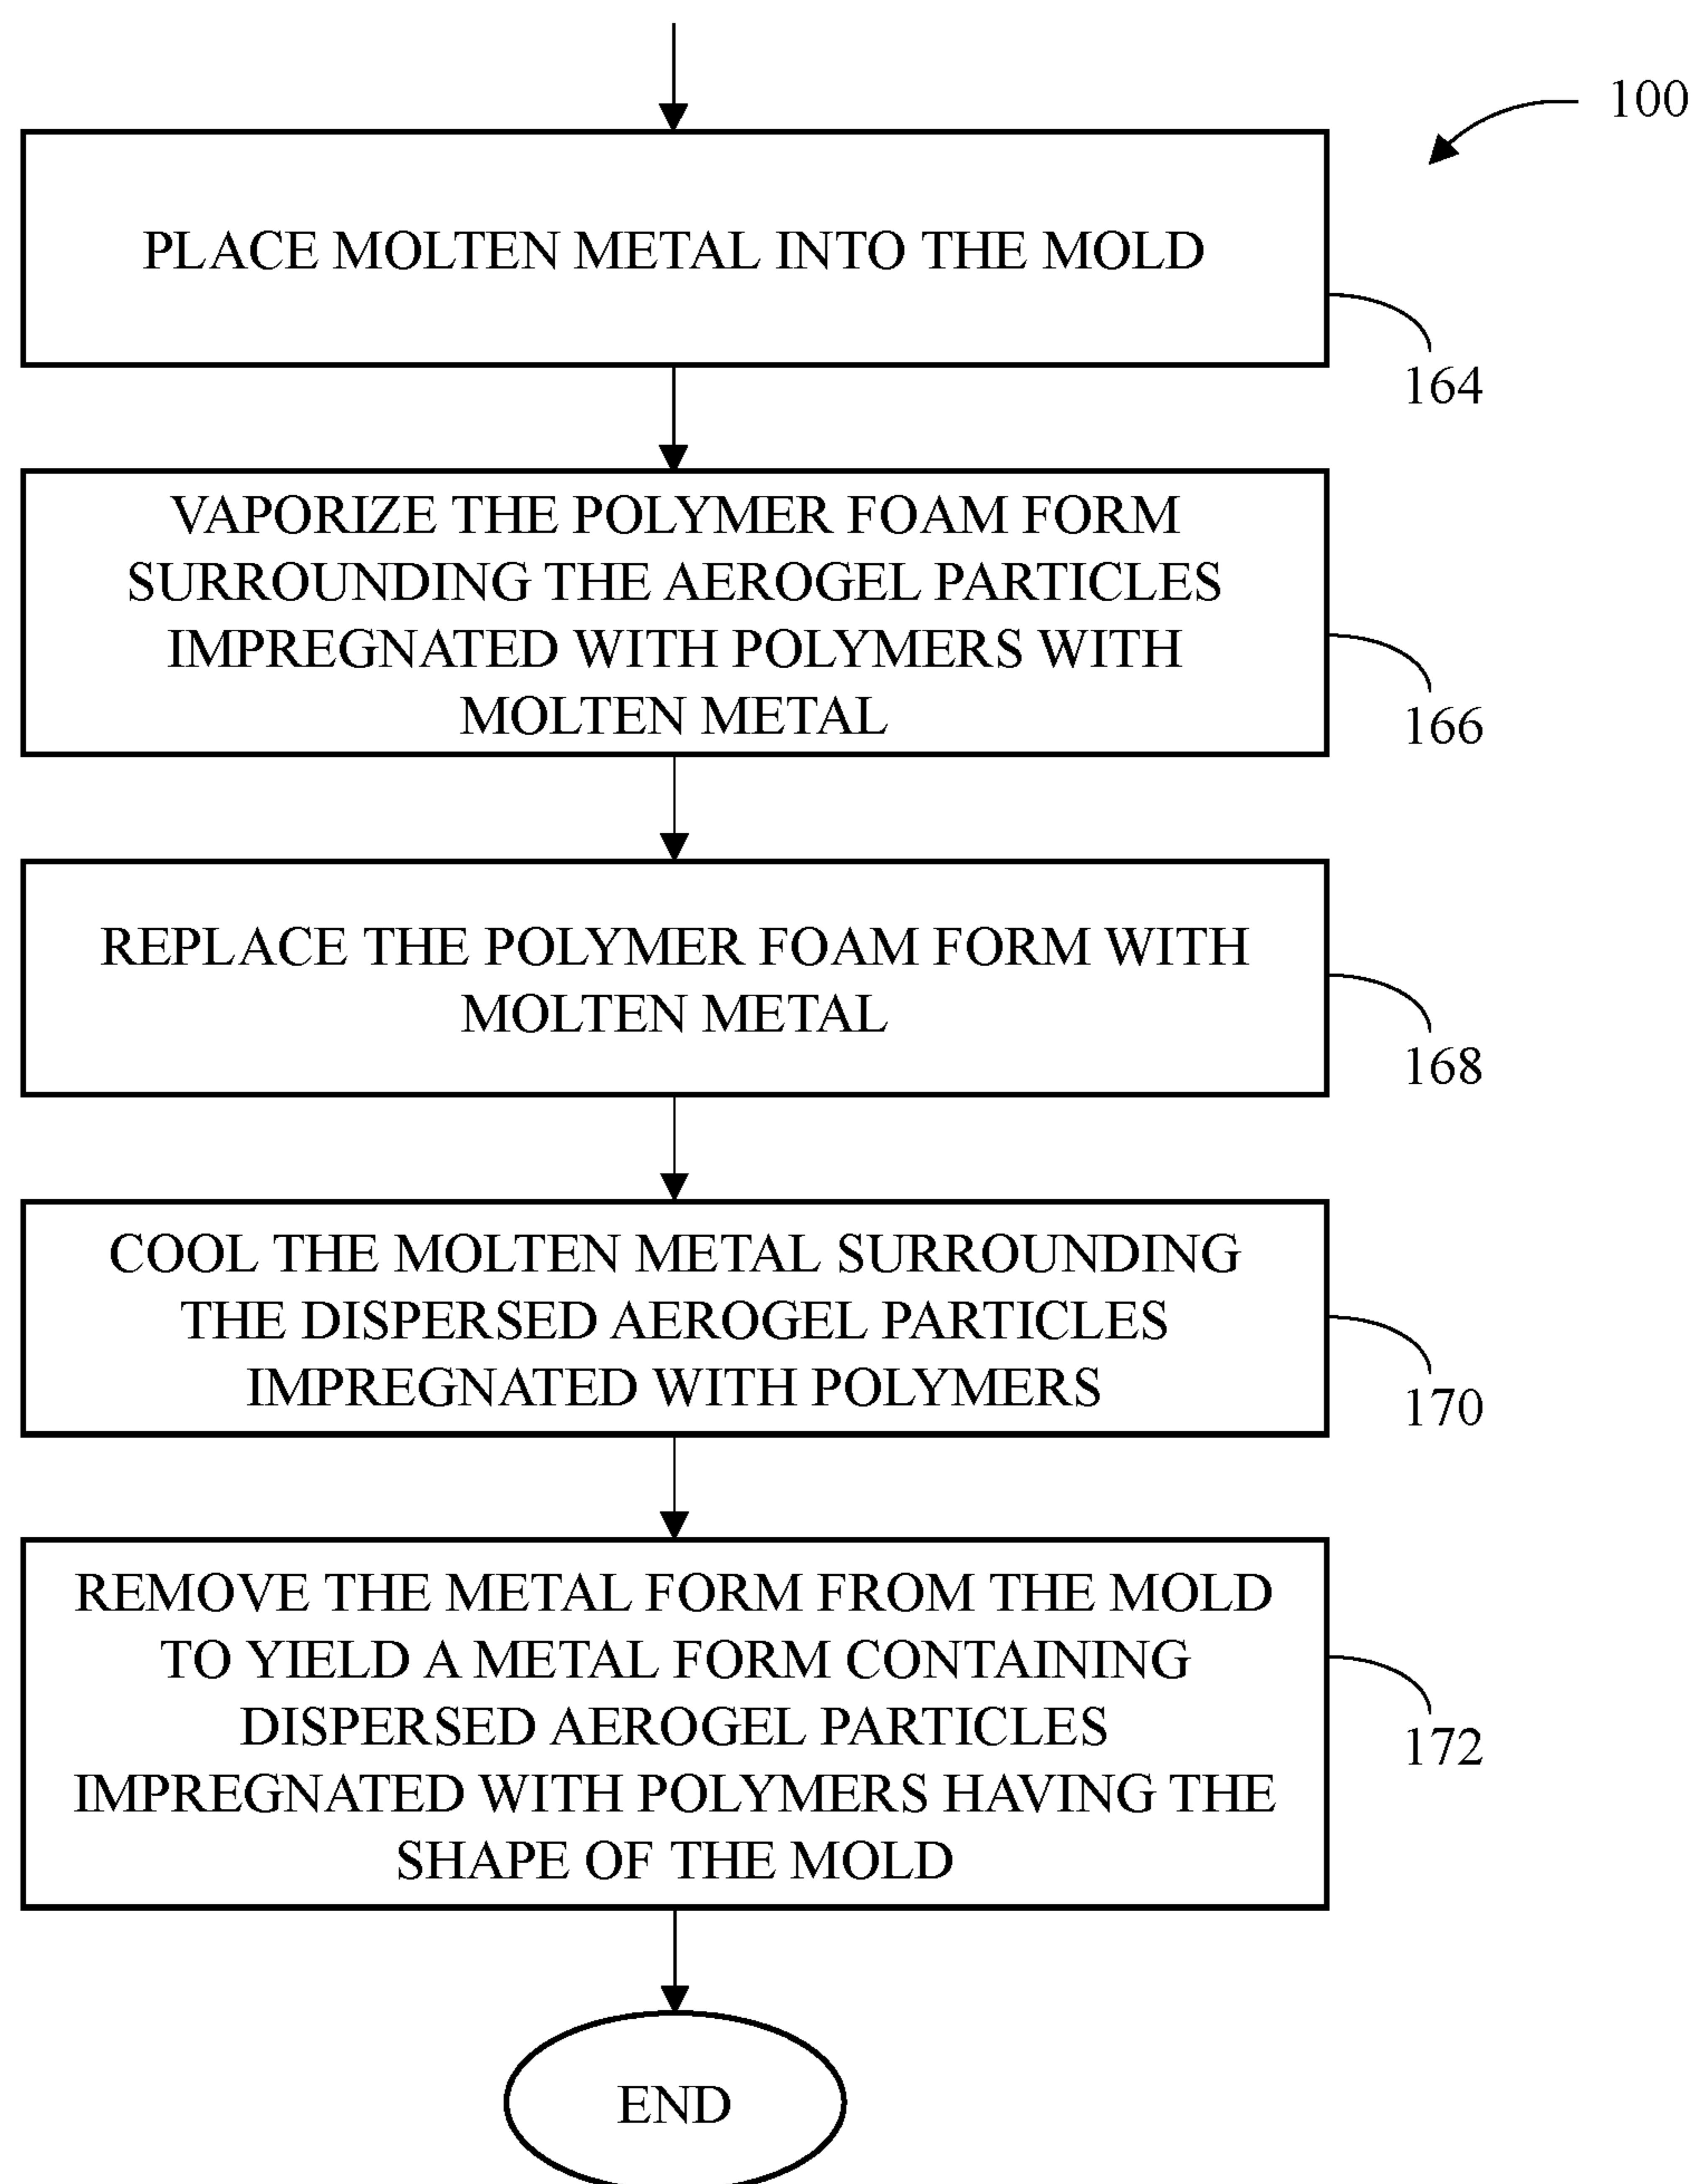 100
PLACE MOLTEN METAL INTO THE MOLD
164
VAPORIZE THE POLYMER FOAM FORM
SURROUNDING THE AEROGEL PARTICLES
IMPREGNATED WITH POLYMERS WITH
MOLTEN METAL
166
REPLACE THE POLYMER FOAM FORM WITH
MOLTEN METAL
168
COOL THE MOLTEN METAL SURROUNDING
THE DISPERSED AEROGEL PARTICLES
IMPREGNATED WITH POLYMERS
170
REMOVE THE METAL FORM FROM THE MOLD
TO YIELD A METAL FORM CONTAINING
DISPERSED AEROGEL PARTICLES
IMPREGNATED WITH POLYMERS HAVING THE
SHAPE OF THE MOLD
172
END